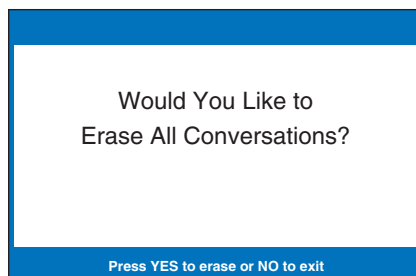 Would You Like to
Erase All Conversations?
Press YES to erase or NO to exit